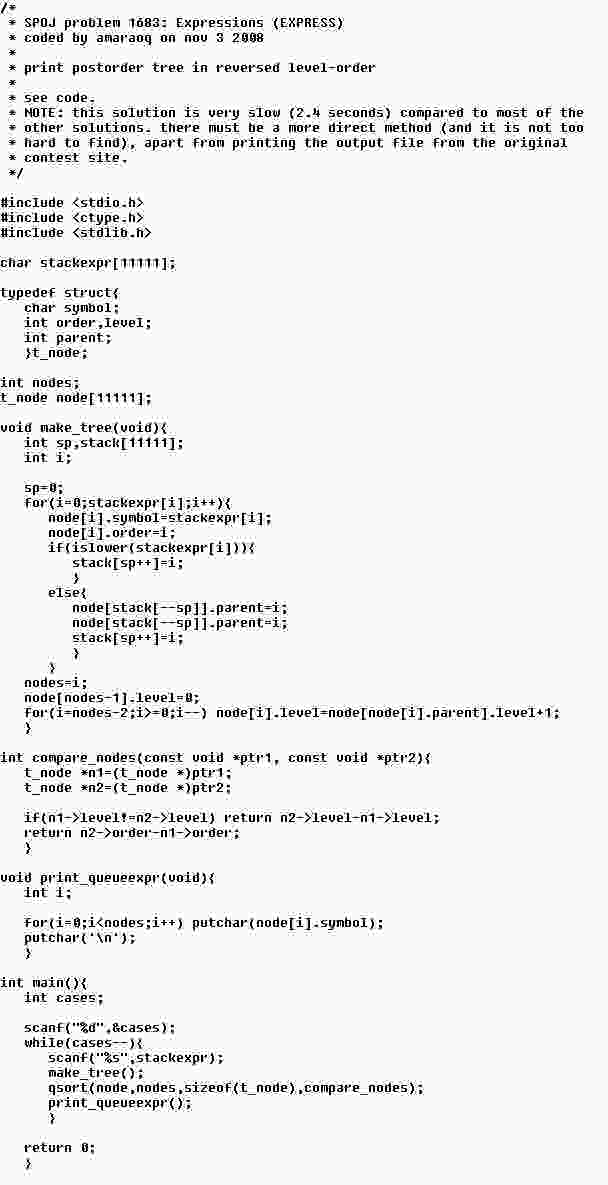 /*
 * SPOJ problem 1683: Expressions (EXPRESS)
 * coded by amaraoq on nov 3 2008
 *
 * print postorder tree in reversed level-order
 *
 * see code.
 * NOTE: this solution is very slow (2.4 seconds) compared to most of the
 * other solutions. there must be a more direct method (and it is not too
 * hard to find), apart from printing the output file from the original
 * contest site.
 */

#include <stdio.h>
#include <ctype.h>
#include <stdlib.h>

char stackexpr[11111];

typedef struct{
   char symbol;
   int order,level;
   int parent;
   }t_node;

int nodes;
t_node node[11111];

void make_tree(void){
   int sp,stack[11111];
   int i;

   sp=0;
   for(i=0;stackexpr[i];i++){
      node[i].symbol=stackexpr[i];
      node[i].order=i;
      if(islower(stackexpr[i])){
         stack[sp++]=i;
         }
      else{
         node[stack[--sp]].parent=i;
         node[stack[--sp]].parent=i;
         stack[sp++]=i;
         }
      }
   nodes=i;
   node[nodes-1].level=0;
   for(i=nodes-2;i>=0;i--) node[i].level=node[node[i].parent].level+1;
   }

int compare_nodes(const void *ptr1, const void *ptr2){
   t_node *n1=(t_node *)ptr1;
   t_node *n2=(t_node *)ptr2;

   if(n1->level!=n2->level) return n2->level-n1->level;
   return n2->order-n1->order;
   }

void print_queueexpr(void){
   int i;

   for(i=0;i<nodes;i++) putchar(node[i].symbol);
   putchar('\n');
   }

int main(){
   int cases;

   scanf("%d",&cases);
   while(cases--){
      scanf("%s",stackexpr);
      make_tree();
      qsort(node,nodes,sizeof(t_node),compare_nodes);
      print_queueexpr();
      }

   return 0;
   }